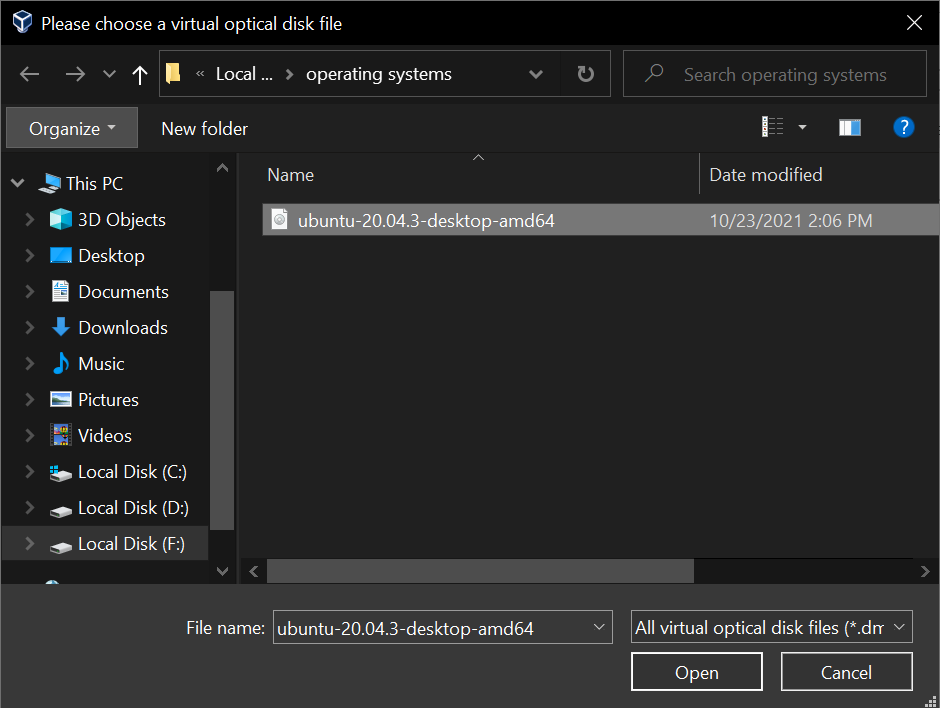 Please choose a virtual optical disk file
« Local ... > operating systems
Search operating systems
Organize
New folder
?
Name
Date modified
ubuntu-20.04.3-desktop-amd64
10/23/2021 2:06 PM
This PC
3D Objects
Desktop
Documents
Downloads
Music
Pictures
Videos
Local Disk (C:)
Local Disk (D:)
Local Disk (F:)
File name:
ubuntu-20.04.3-desktop-amd64
All virtual optical disk files (*.dm
Open
Cancel